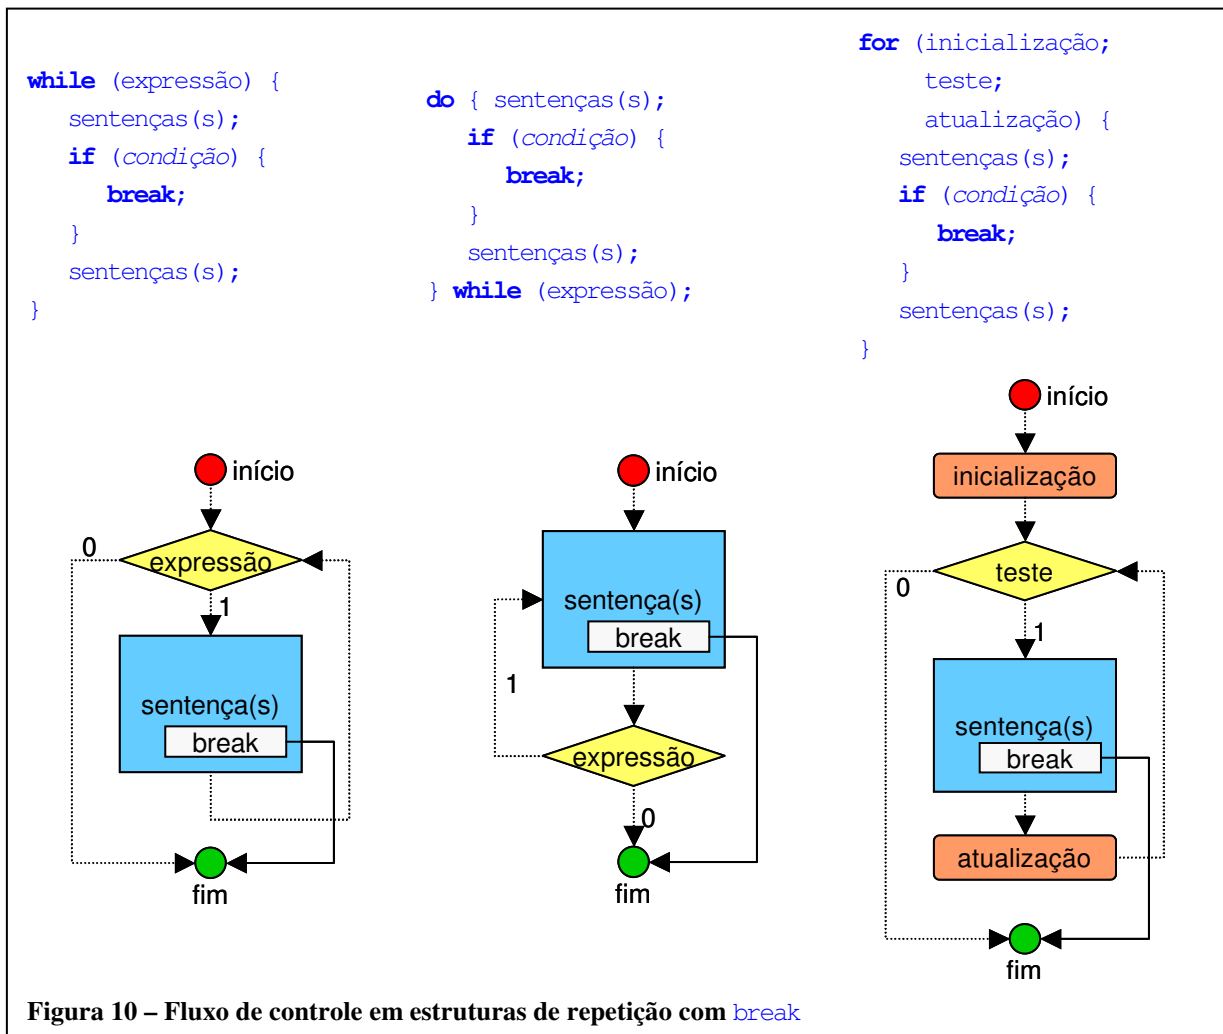 while (expressão) {
sentenças(s);
if (condição) {
break;
}
sentenças(s);
}
do { sentenças(s);
if (condição) {
break;
}
sentenças(s);
} while (expressão);
for (inicialização;
teste;
atualização) {
sentenças(s);
if (condição) {
break;
}
sentenças(s);
}
início
0
expressão
1
sentença(s)
break
fim
início
sentença(s)
break
1
expressão
0
fim
início
inicialização
teste
0
1
sentença(s)
break
atualização
fim
Figura 10 – Fluxo de controle em estruturas de repetição com break